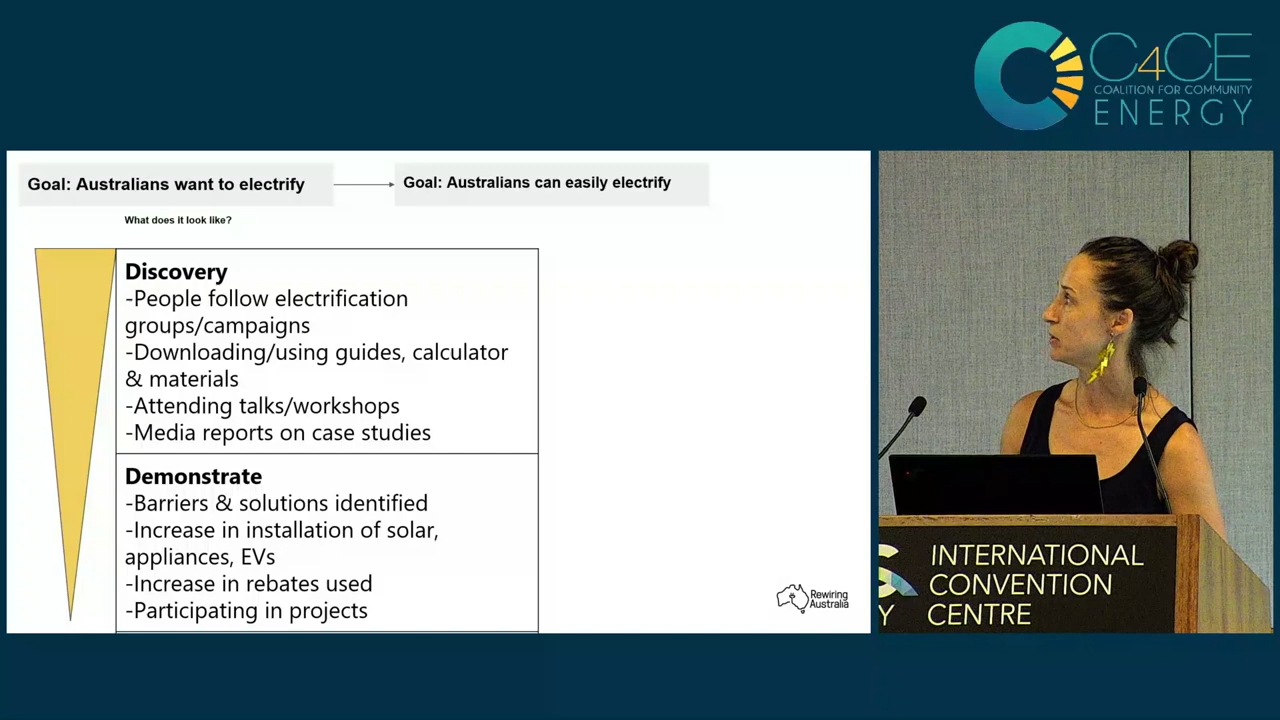 C4CE
COALITION FOR COMMUNITY
ENERGY
Goal: Australians want to electrify
Goal: Australians can easily electrify
What does it look like?
Discovery
-People follow electrification
groups/campaigns
-Downloading/using guides, calculator
& materials
-Attending talks/workshops
-Media reports on case studies
Demonstrate
-Barriers & solutions identified
-Increase in installation of solar,
appliances, EVs
-Increase in rebates used
-Participating in projects
Rewiring
Australia
INTERNATIONAL
CONVENTION
CENTRE